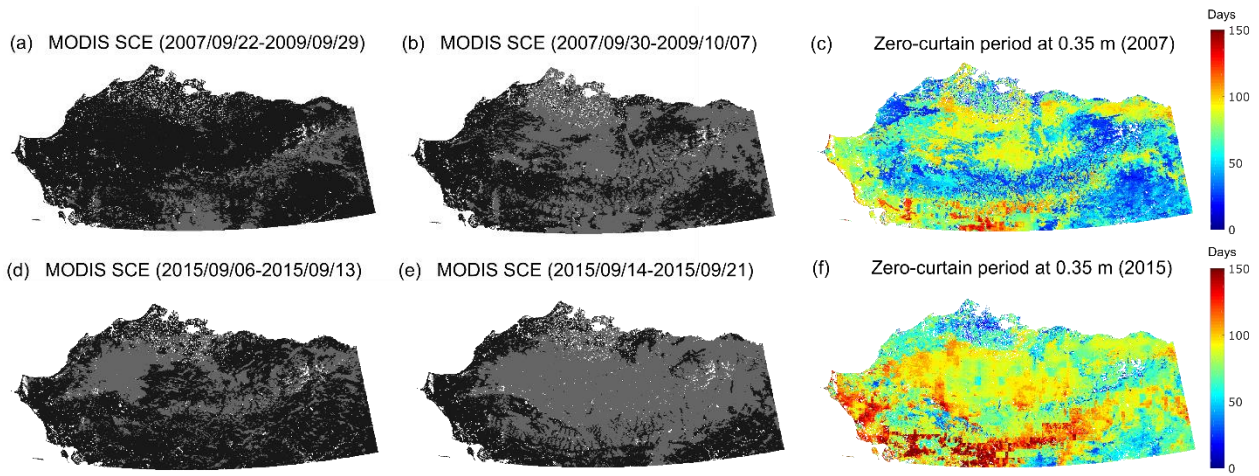 Days
(a) MODIS SCE (2007/09/22-2009/09/29)
(b) MODIS SCE (2007/09/30-2009/10/07)
(c) Zero-curtain period at 0.35 m (2007)
150
100
50
0
Days
(d) MODIS SCE (2015/09/06-2015/09/13)
(e) MODIS SCE (2015/09/14-2015/09/21)
(f) Zero-curtain period at 0.35 m (2015)
150
100
50
0